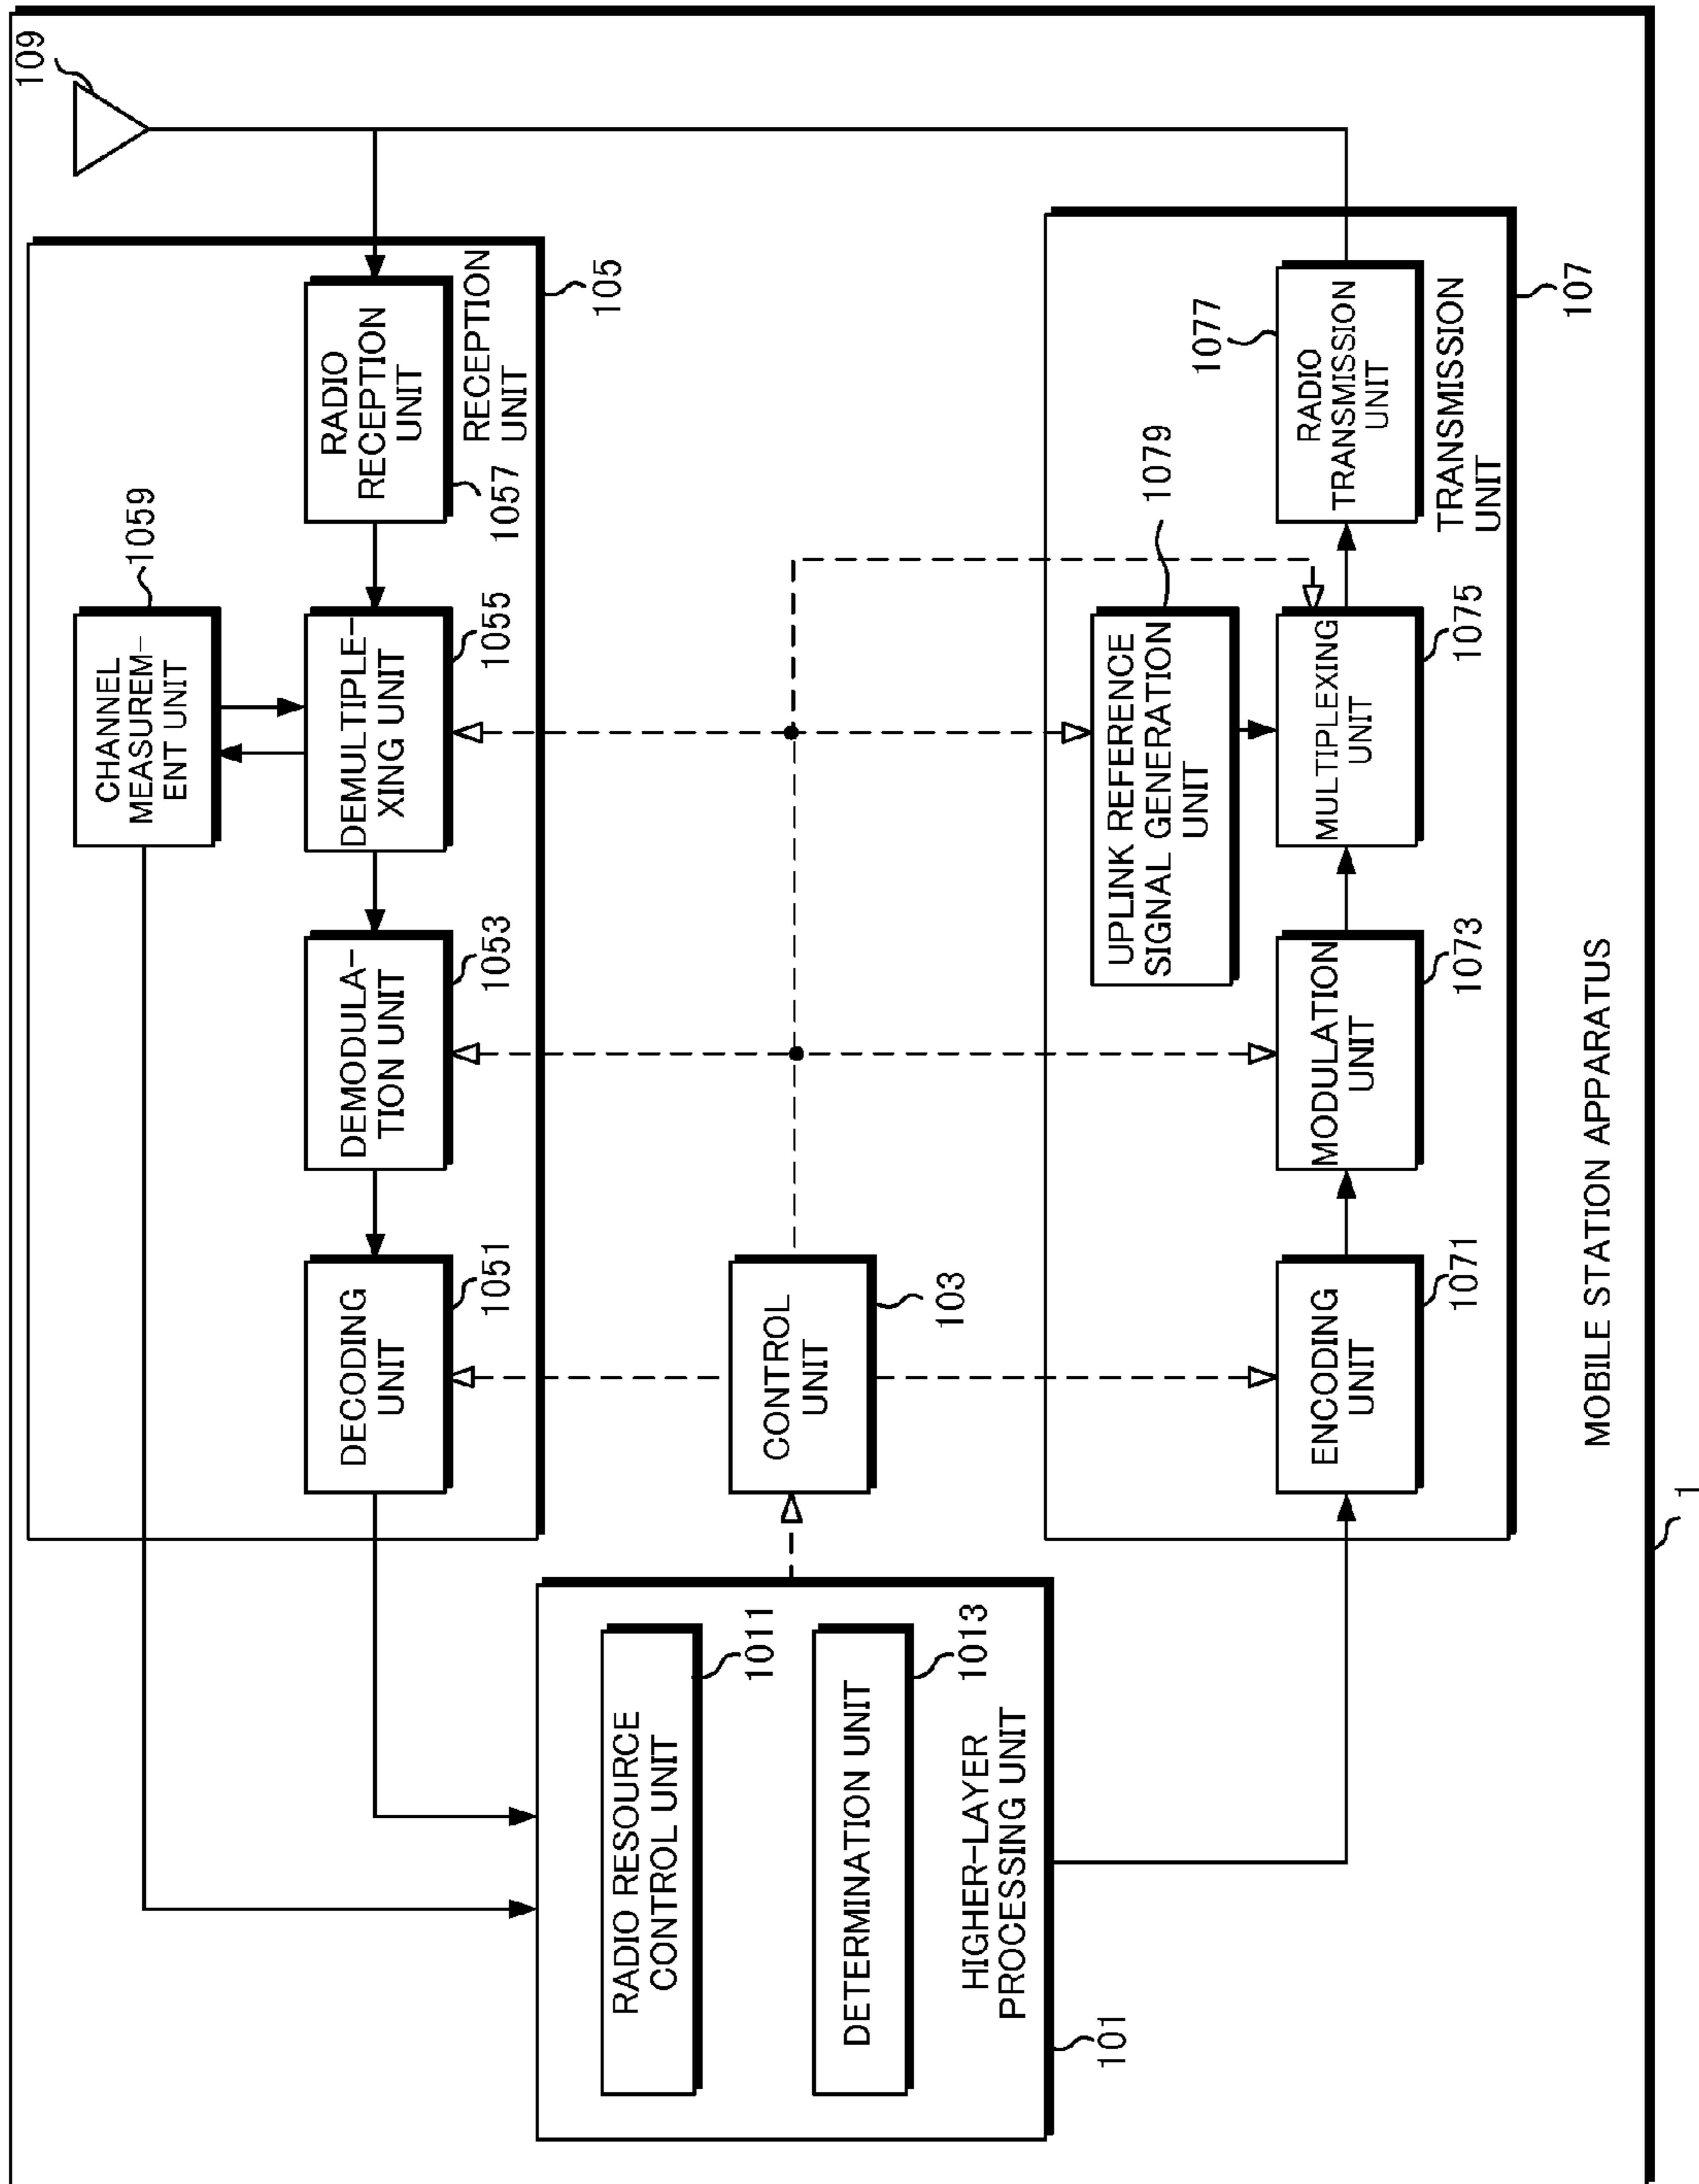 109
CHANNEL
MEASUREM-
ENT UNIT
1059
DECODING
UNIT
1051
DEMODULA-
TION UNIT
1053
DEMULTIPLE-
XING UNIT
1055
RADIO
RECEPTION
UNIT
1057
RECEPTION
UNIT
105
RADIO RESOURCE
CONTROL UNIT
1011
DETERMINATION UNIT
1013
HIGHER-LAYER
PROCESSING UNIT
101
CONTROL
UNIT
103
UPLINK REFERENCE
SIGNAL GENERATION
UNIT
1079
ENCODING
UNIT
1071
MODULATION
UNIT
1073
MULTIPLEXING
UNIT
1075
RADIO
TRANSMISSION
UNIT
1077
TRANSMISSION
UNIT
107
MOBILE STATION APPARATUS
1